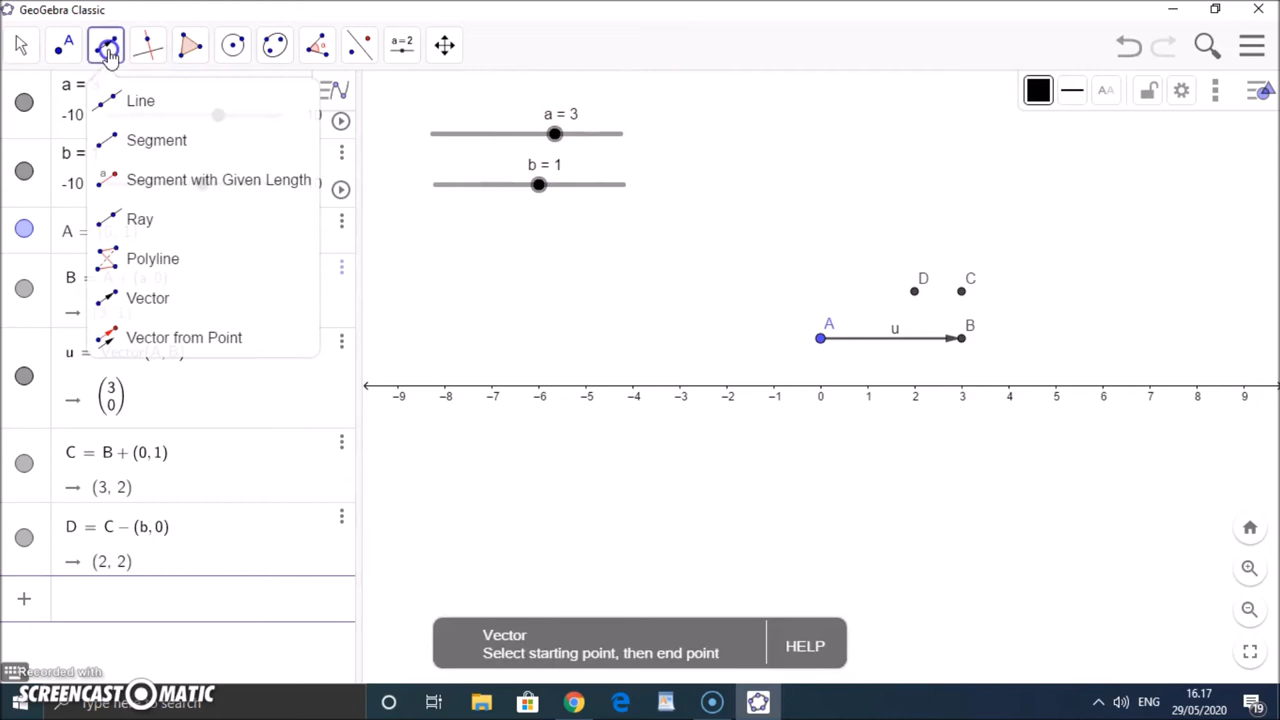 GeoGebra Classic
A
a=2
a =
-10
b =
-10
A =
B =
u =
(3
0)
→
C = B + (0, 1)
→ (3, 2)
D = C − (b, 0)
→ (2, 2)
+
Line
Segment
a
Segment with Given Length
Ray
Polyline
Vector
Vector from Point
AA
a = 3
b = 1
D C
A u B
−9 −8 −7 −6 −5 −4 −3 −2 −1 0 1 2 3 4 5 6 7 8 9
Vector
Select starting point, then end point
HELP
Recorded with
SCREENCAST MATIC
Type here to search
ENG
16.17
29/05/2020
19